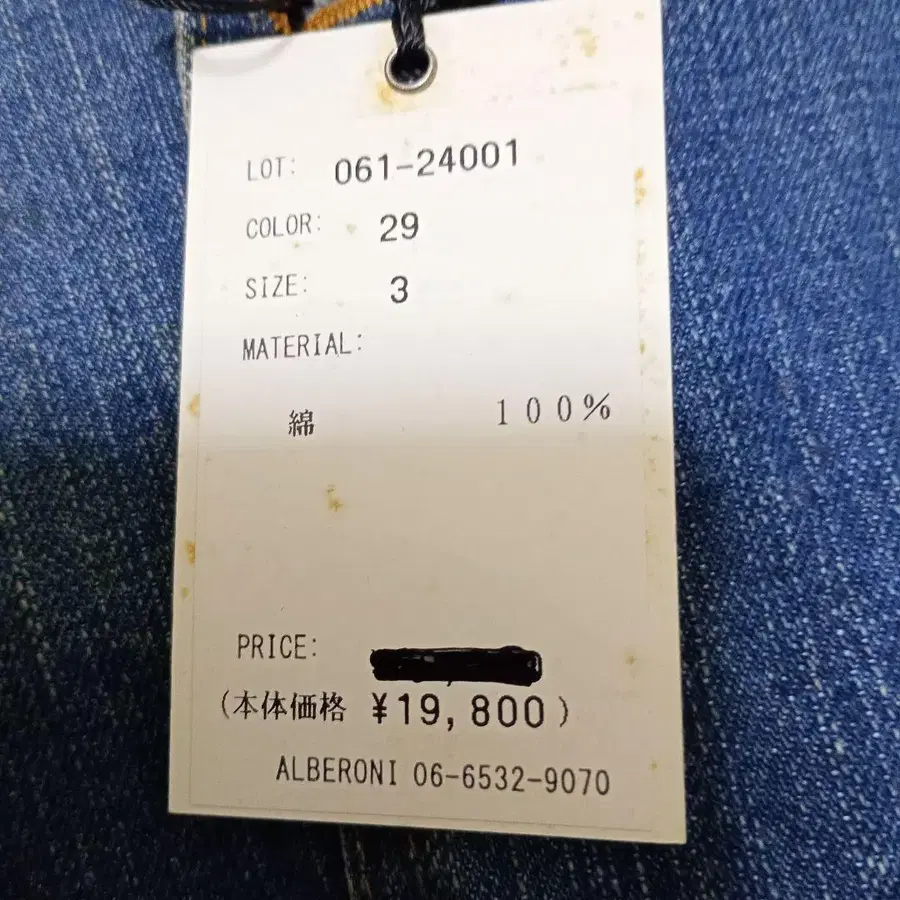 LOT: 061-24001
COLOR: 29
SIZE: 3
MATERIAL:
綿 100%
PRICE:
(本体価格 ¥19,800)
ALBERONI 06-6532-9070